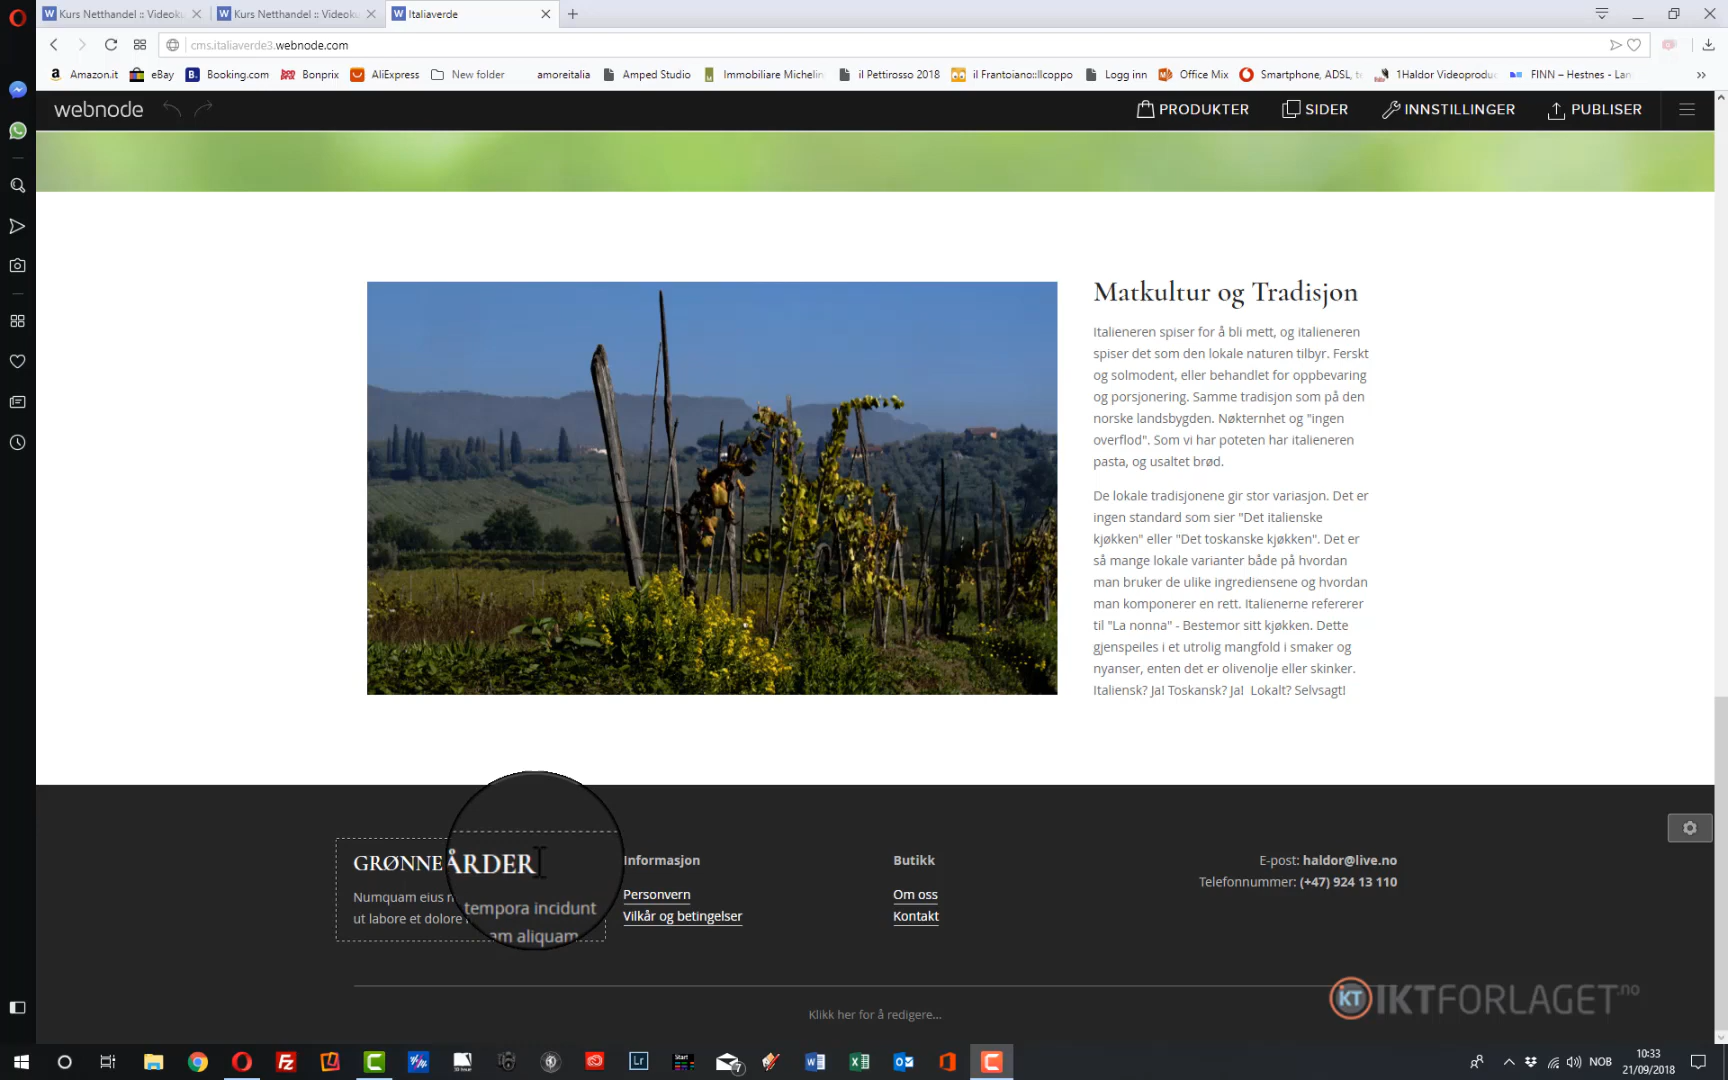 Kurs Netthandel :: Videoku
Kurs Netthandel :: Videoku
Italiaverde
cms.italiaverde3.webnode.com
Amazon.it
eBay
Booking.com
Bonprix
AliExpress
New folder
amoreitalia
Amped Studio
Immobiliare Michelin
il Pettirosso 2018
il Frantoiano::Ilcoppo
Logg inn
Office Mix
Smartphone, ADSL, te
1Haldor Videoproduc
FINN – Hestnes - Lan
webnode
PRODUKTER
SIDER
INNSTILLINGER
PUBLISER
Matkultur og Tradisjon
Italieneren spiser for å bli mett, og italieneren
spiser det som den lokale naturen tilbyr. Ferskt
og solmodent, eller behandlet for oppbevaring
og porsjonering. Samme tradisjon som på den
norske landsbygden. Nøkternhet og "ingen
overflod". Som vi har poteten har italieneren
pasta, og usaltet brød.
De lokale tradisjonene gir stor variasjon. Det er
ingen standard som sier "Det italienske
kjøkken" eller "Det toskanske kjøkken". Det er
så mange lokale varianter både på hvordan
man bruker de ulike ingrediensene og hvordan
man komponerer en rett. Italienerne refererer
til "La nonna" - Bestemor sitt kjøkken. Dette
gjenspeiles i et utrolig mangfold i smaker og
nyanser, enten det er olivenolje eller skinker.
Italiensk? Ja! Toskansk? Ja! Lokalt? Selvsagt!
GRØNNE ÅRDER
Numquam eius tempora incidunt
ut labore et dolore am aliquam
Informasjon
Personvern
Vilkår og betingelser
Butikk
Om oss
Kontakt
E-post: haldor@live.no
Telefonnummer: (+47) 924 13 110
Klikk her for å redigere...
KT IKTFORLAGET.no
Lr
Start
7
NOB
10:33
21/09/2018